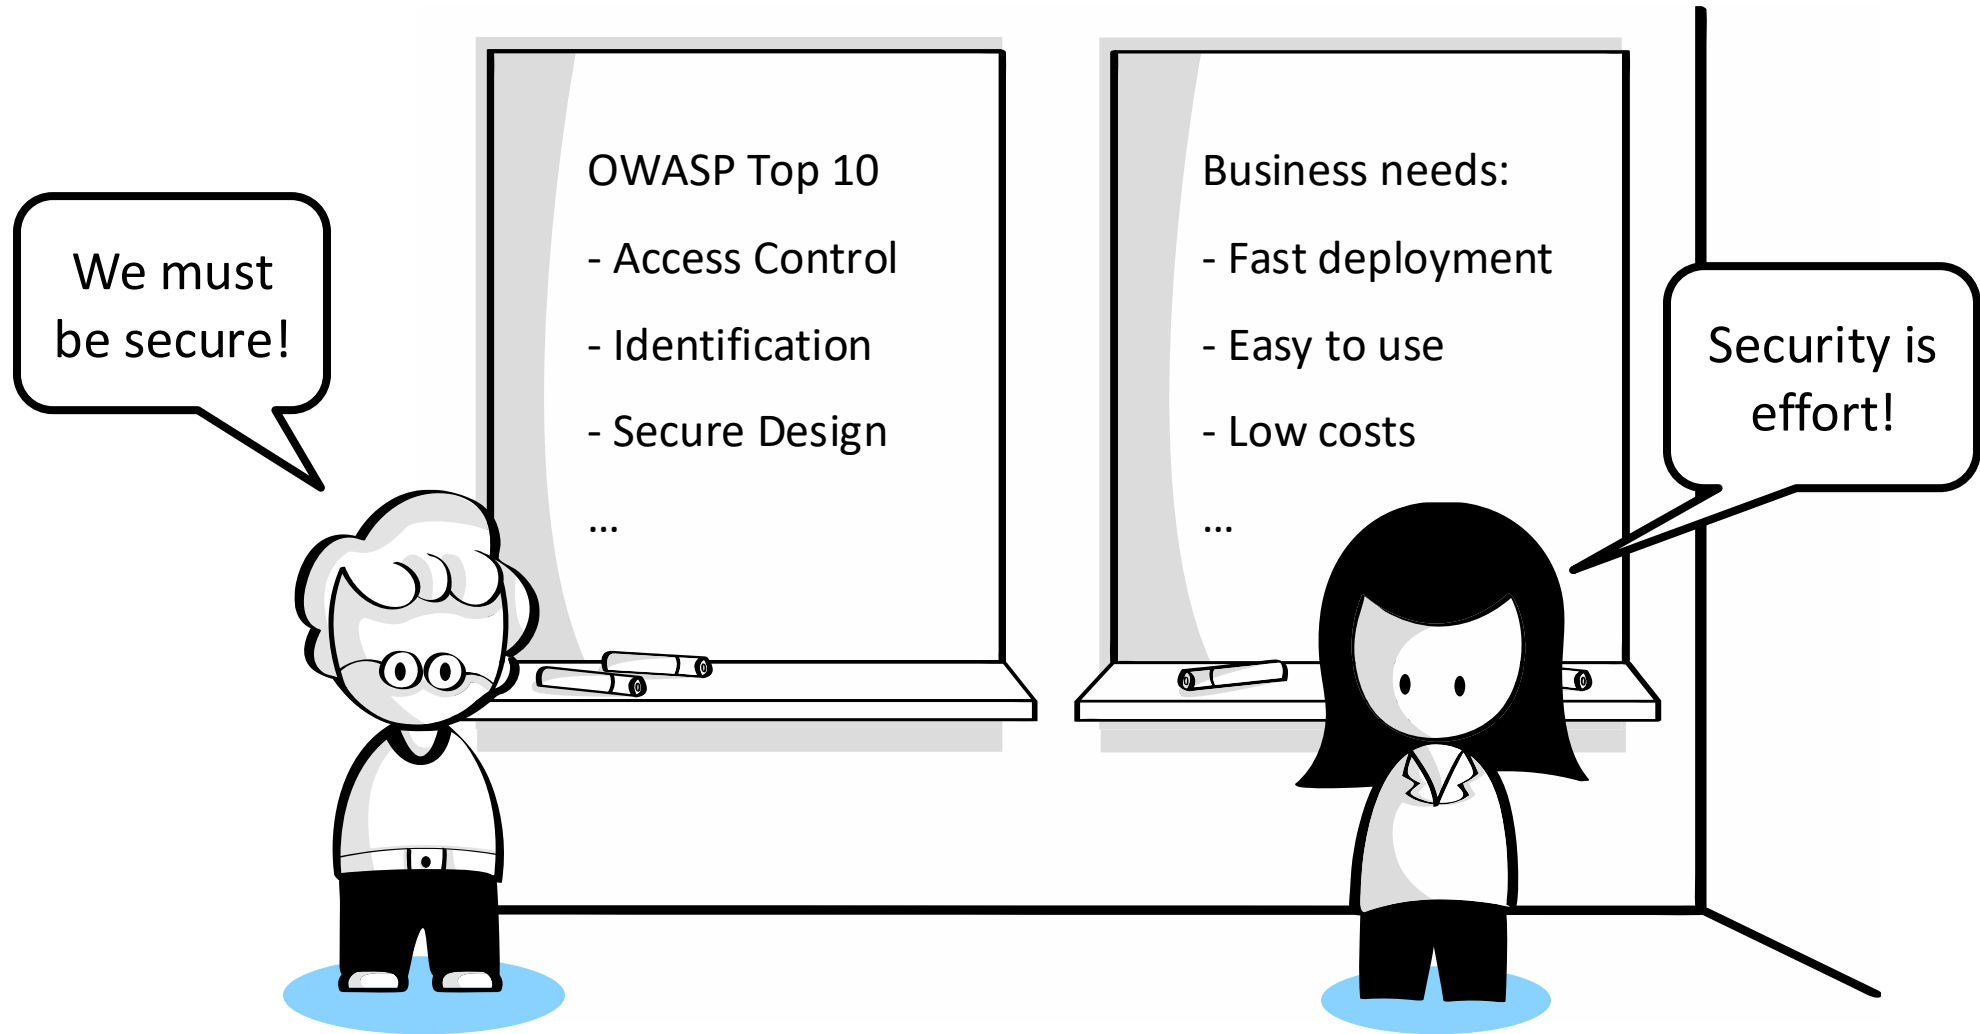 We must
be secure!
OWASP Top 10
- Access Control
- Identification
- Secure Design
...
Business needs:
- Fast deployment
- Easy to use
- Low costs
...
Security is
effort!